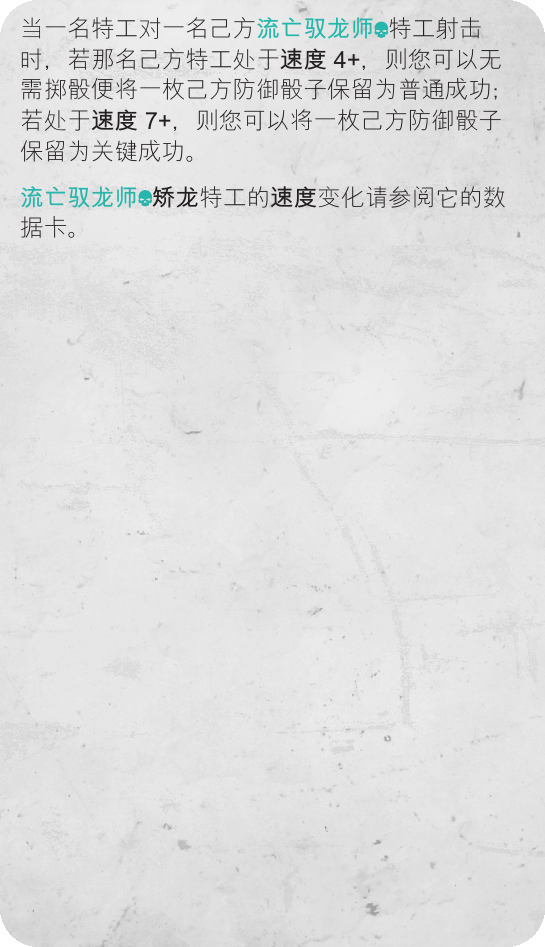 当一名特工对一名己方流亡驭龙师特工射击
时，若那名己方特工处于速度 4+，则您可以无
需掷骰便将一枚己方防御骰子保留为普通成功；
若处于速度 7+，则您可以将一枚己方防御骰子
保留为关键成功。
流亡驭龙师矫龙特工的速度变化请参阅它的数
据卡。